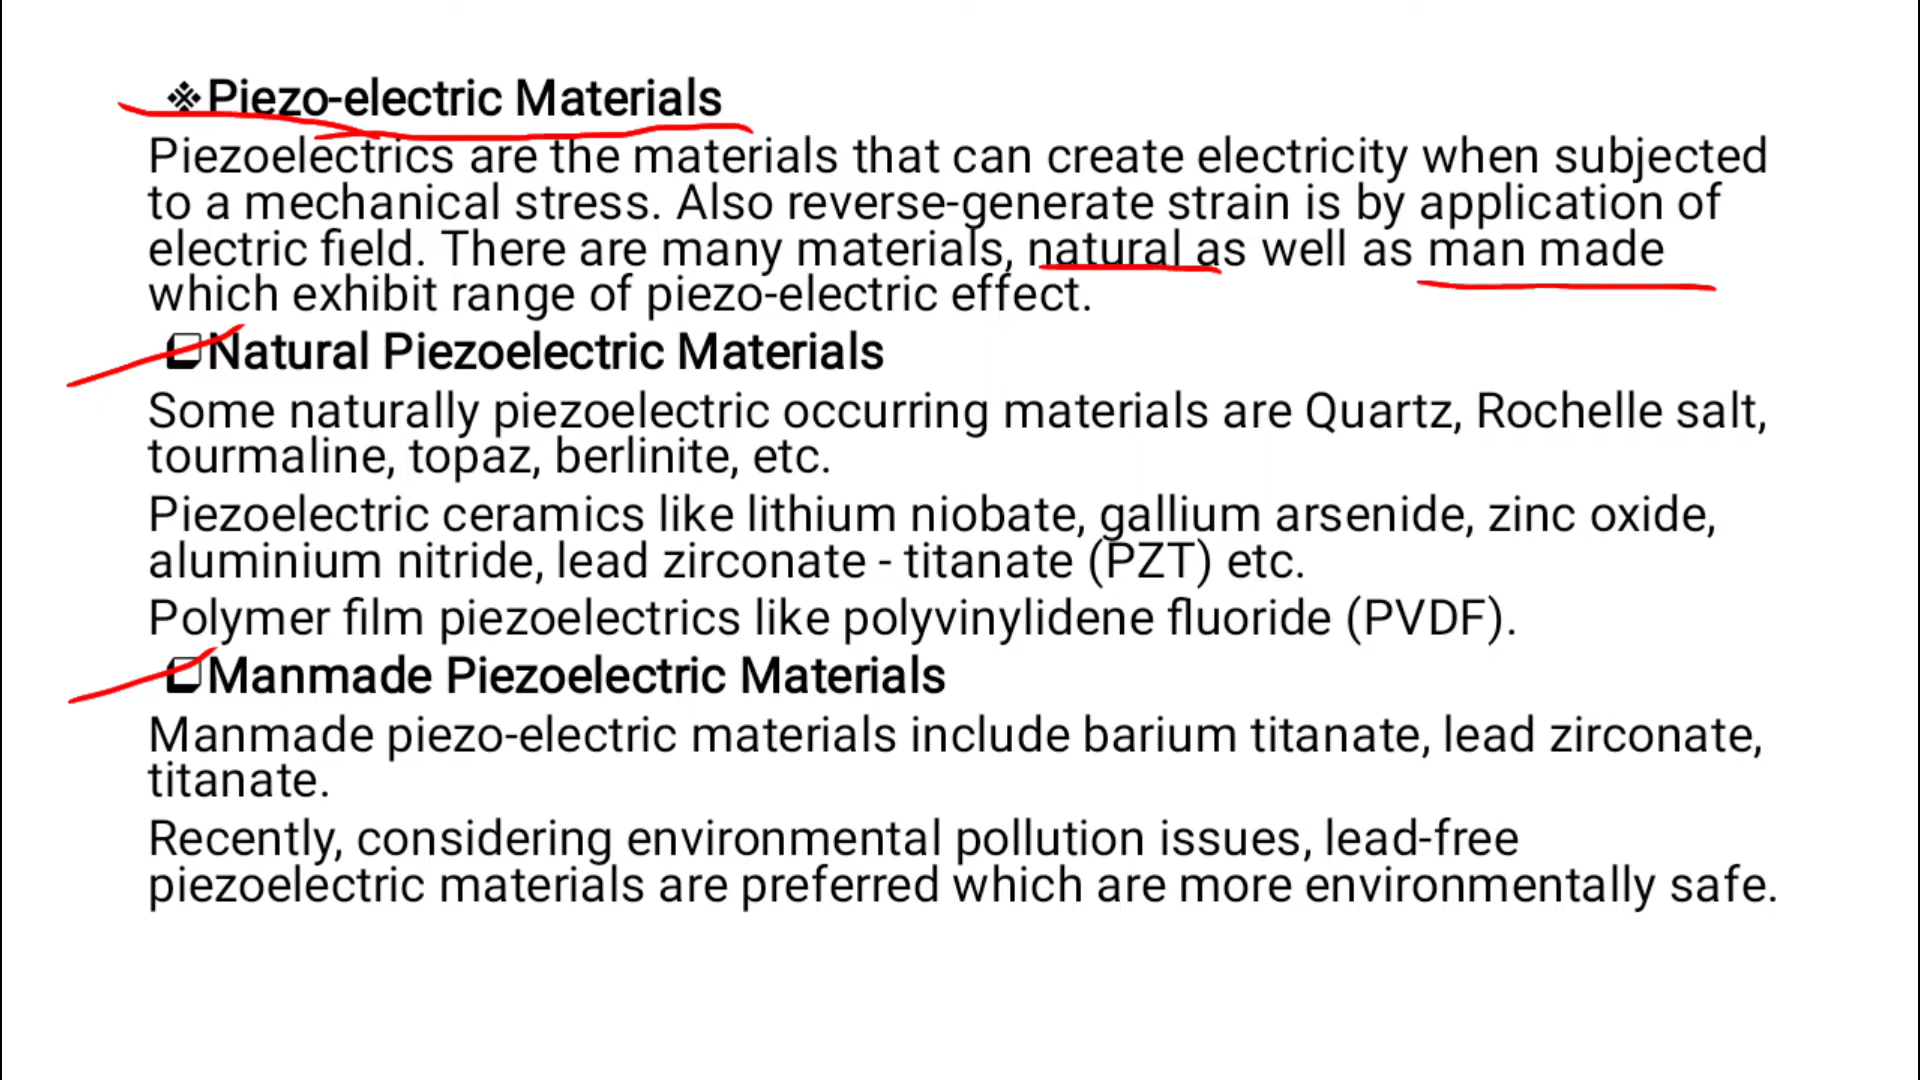 ※Piezo-electric Materials
Piezoelectrics are the materials that can create electricity when subjected
to a mechanical stress. Also reverse-generate strain is by application of
electric field. There are many materials, natural as well as man made
which exhibit range of piezo-electric effect.
❑Natural Piezoelectric Materials
Some naturally piezoelectric occurring materials are Quartz, Rochelle salt,
tourmaline, topaz, berlinite, etc.
Piezoelectric ceramics like lithium niobate, gallium arsenide, zinc oxide,
aluminium nitride, lead zirconate - titanate (PZT) etc.
Polymer film piezoelectrics like polyvinylidene fluoride (PVDF).
❑Manmade Piezoelectric Materials
Manmade piezo-electric materials include barium titanate, lead zirconate,
titanate.
Recently, considering environmental pollution issues, lead-free
piezoelectric materials are preferred which are more environmentally safe.